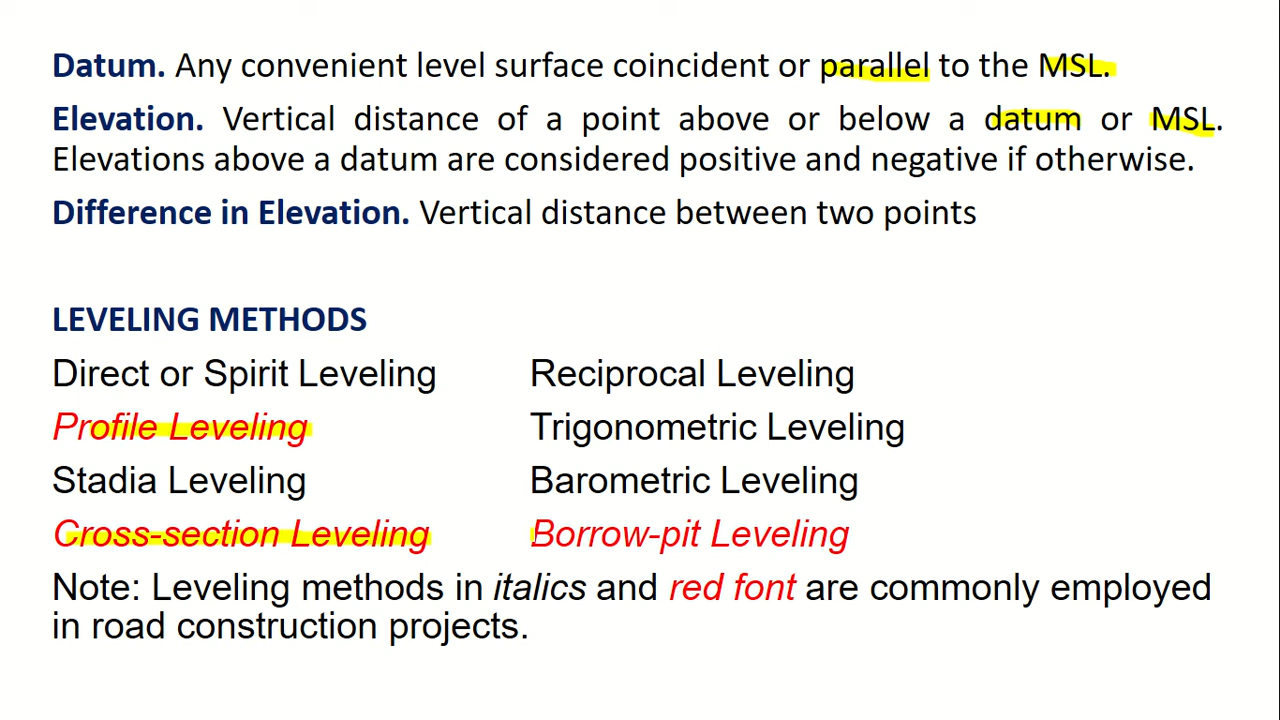 Datum. Any convenient level surface coincident or parallel to the MSL.
Elevation. Vertical distance of a point above or below a datum or MSL.
Elevations above a datum are considered positive and negative if otherwise.
Difference in Elevation. Vertical distance between two points
LEVELING METHODS
Direct or Spirit Leveling
Reciprocal Leveling
Profile Leveling
Trigonometric Leveling
Stadia Leveling
Barometric Leveling
Cross-section Leveling
Borrow-pit Leveling
Note: Leveling methods in italics and red font are commonly employed
in road construction projects.